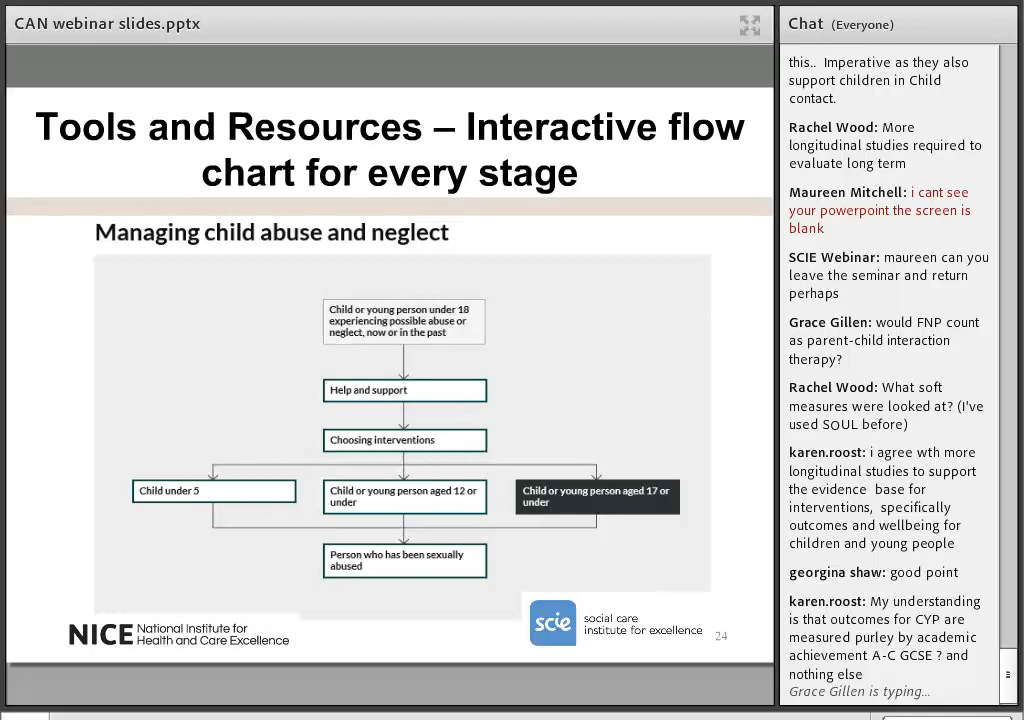 CAN webinar slides.pptx
Tools and Resources – Interactive flow
chart for every stage
Managing child abuse and neglect
Child or young person under 18
experiencing possible abuse or
neglect, now or in the past
Help and support
Choosing interventions
Child under 5
Child or young person aged 12 or
under
Child or young person aged 17 or
under
Person who has been sexually
abused
NICE National Institute for
Health and Care Excellence
scie
social care
institute for excellence
24
Chat (Everyone)
this.. Imperative as they also
support children in Child
contact.
Rachel Wood: More
longitudinal studies required to
evaluate long term
Maureen Mitchell: i cant see
your powerpoint the screen is
blank
SCIE Webinar: maureen can you
leave the seminar and return
perhaps
Grace Gillen: would FNP count
as parent-child interaction
therapy?
Rachel Wood: What soft
measures were looked at? (I've
used SOUL before)
karen.roost: i agree wth more
longitudinal studies to support
the evidence base for
interventions, specifically
outcomes and wellbeing for
children and young people
georgina shaw: good point
karen.roost: My understanding
is that outcomes for CYP are
measured purley by academic
achievement A-C GCSE ? and
nothing else
Grace Gillen is typing...